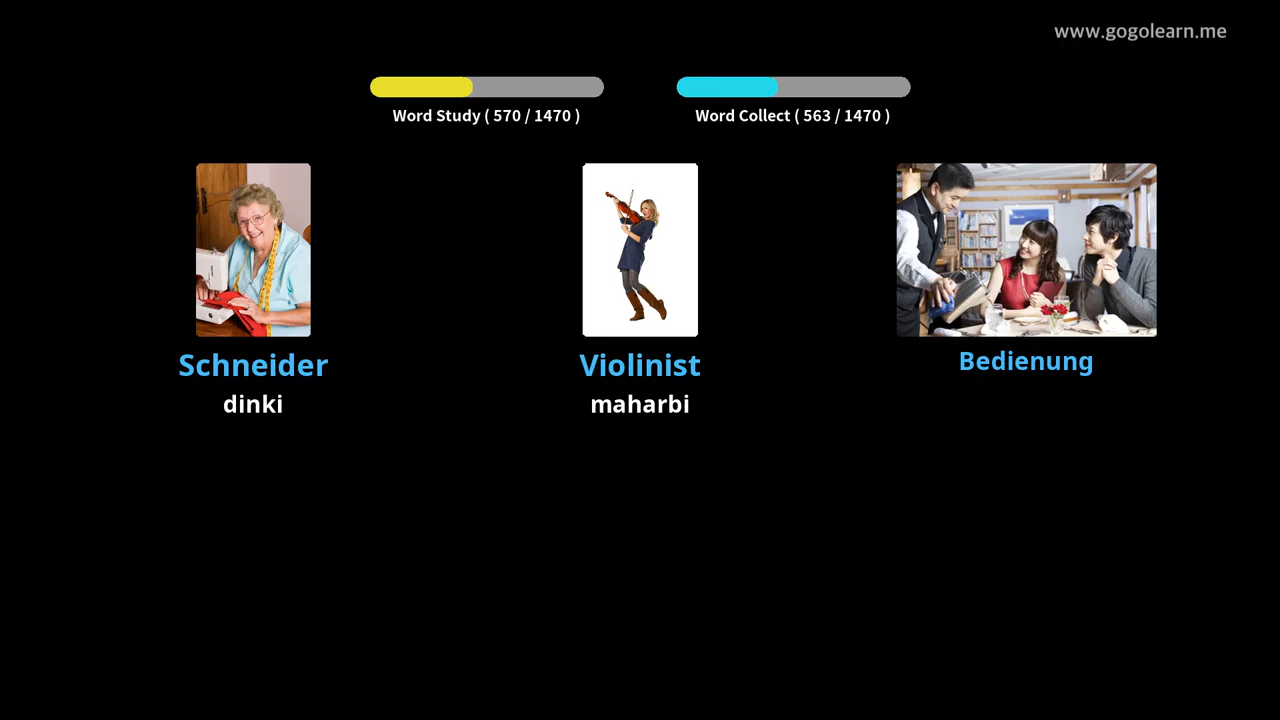 www.gogolearn.me
Word Study ( 570 / 1470 )
Word Collect ( 563 / 1470 )
Schneider
dinki
Violinist
maharbi
Bedienung